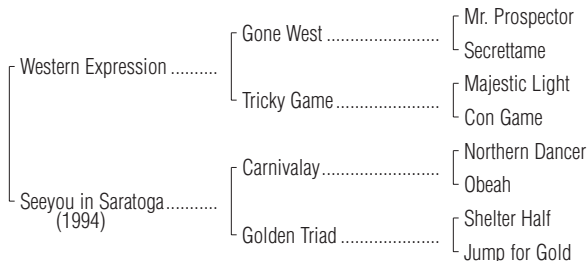 Mr. Prospector
Gone West
Secrettame
Western Expression
Majestic Light
Tricky Game
Con Game
Northern Dancer
Carnivalay
Obeah
Seeyou in Saratoga
(1994)
Shelter Half
Golden Triad
Jump for Gold